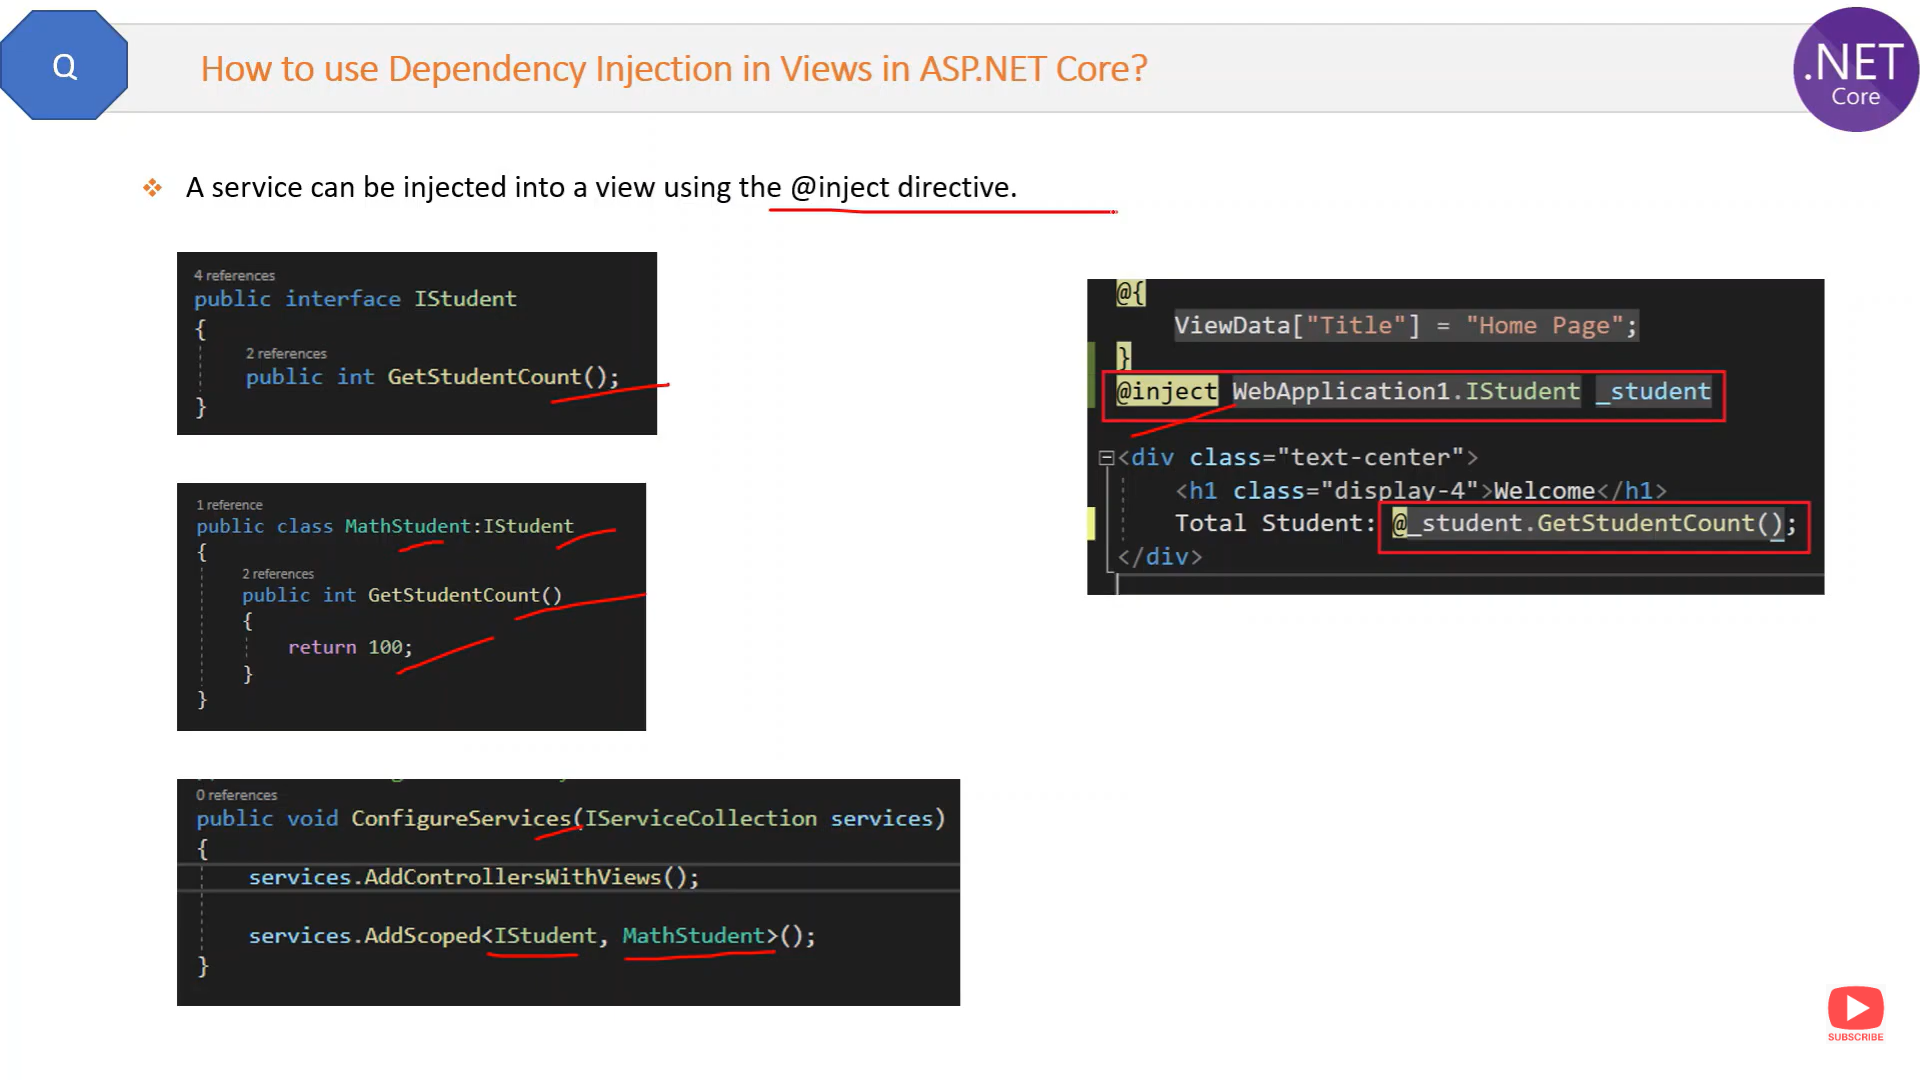 Q
How to use Dependency Injection in Views in ASP.NET Core?
.NET
Core
A service can be injected into a view using the @inject directive.
4 references
public interface IStudent
{
2 references
public int GetStudentCount();
}
1 reference
public class MathStudent:IStudent
{
2 references
public int GetStudentCount()
{
return 100;
}
}
0 references
public void ConfigureServices(IServiceCollection services)
{
services.AddControllersWithViews();
services.AddScoped<IStudent, MathStudent>();
}
@{
ViewData["Title"] = "Home Page";
}
@inject WebApplication1.IStudent _student
<div class="text-center">
<h1 class="display-4">Welcome</h1>
Total Student: @_student.GetStudentCount();
</div>
SUBSCRIBE